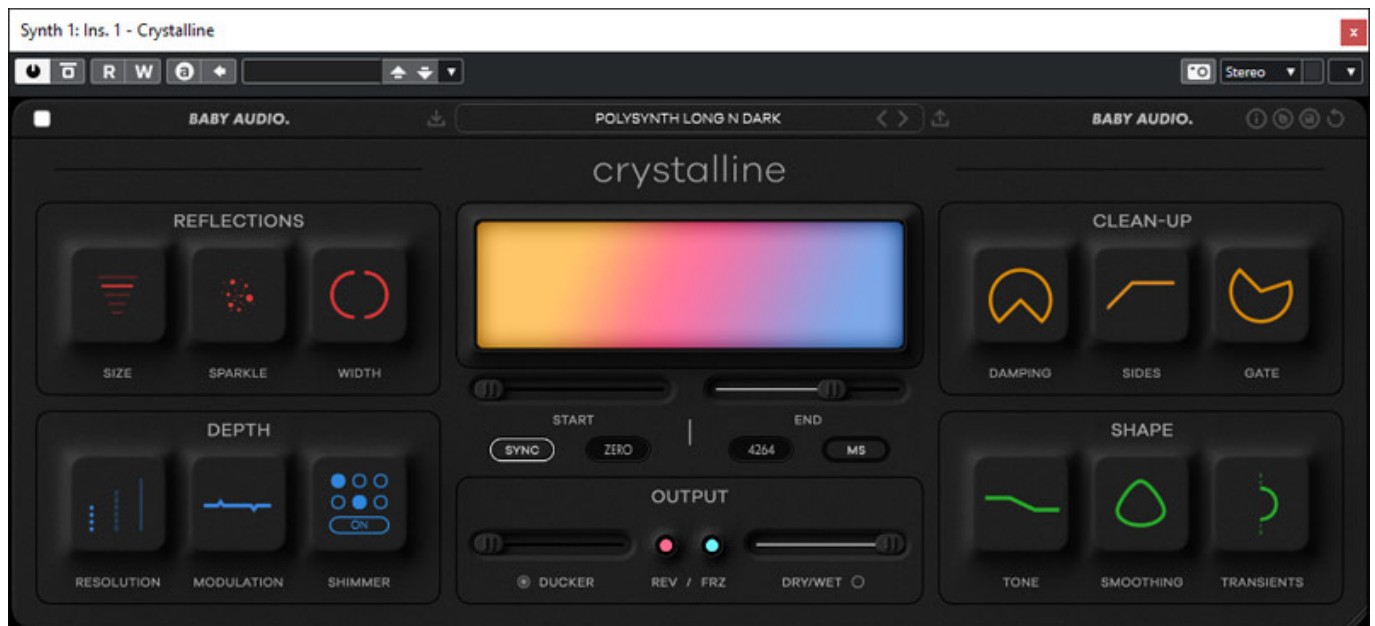 Synth 1: Ins. 1 - Crystalline
R W a Stereo
BABY AUDIO. POLYSYNTH LONG N DARK BABY AUDIO.
crystalline
REFLECTIONS
SIZE SPARKLE WIDTH
CLEAN-UP
DAMPING SIDES GATE
START END
SYNC ZERO 4264 MS
DEPTH
ON
RESOLUTION MODULATION SHIMMER
OUTPUT
DUCKER REV / FRZ DRY/WET
SHAPE
TONE SMOOTHING TRANSIENTS